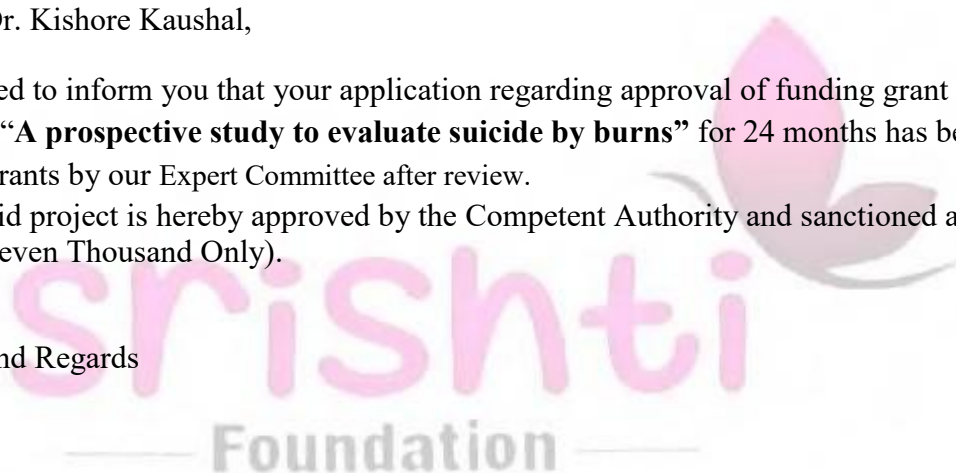 Dr. Kishore Kaushal,
ed to inform you that your application regarding approval of funding grant
“A prospective study to evaluate suicide by burns” for 24 months has be
rants by our Expert Committee after review.
id project is hereby approved by the Competent Authority and sanctioned a
even Thousand Only).
nd Regards
srishti
Foundation